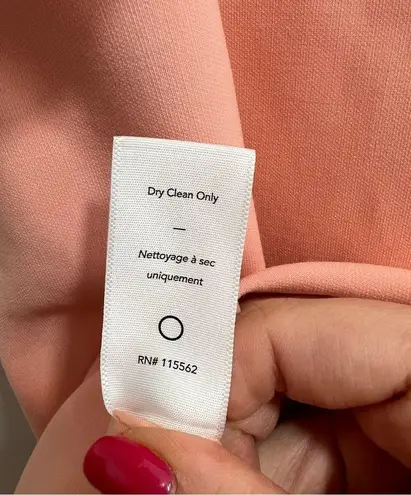 Dry Clean Only
—
Nettoyage à sec
uniquement
RN# 115562